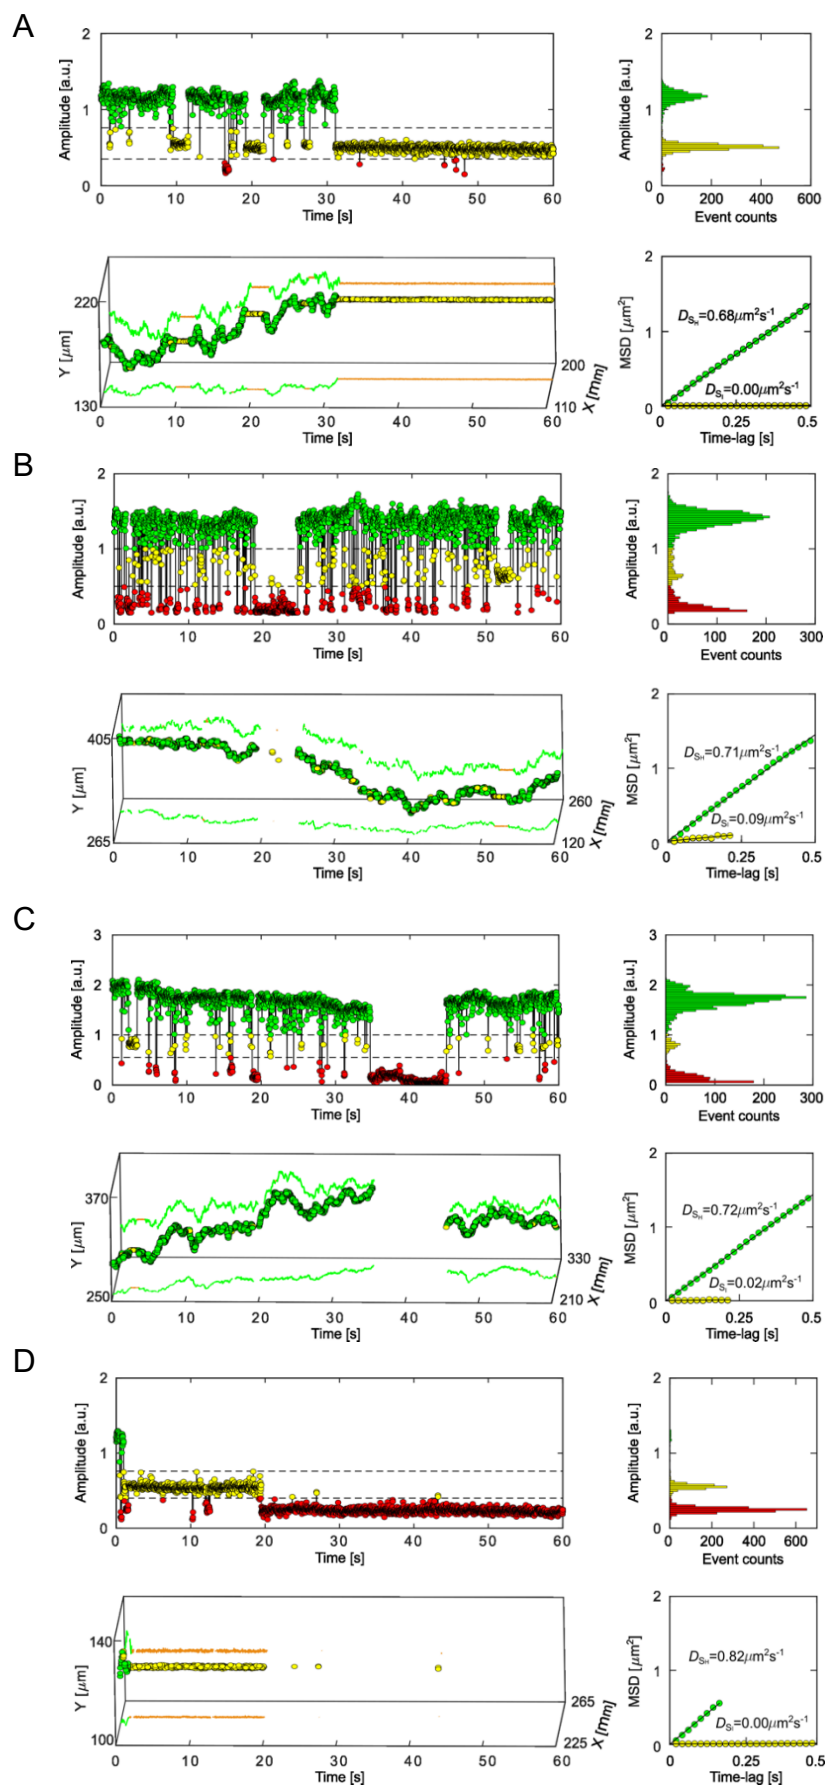 A
2
1
0
Amplitude [a.u.]
0 10 20 30 40 50 60
Time [s]
2
1
0
Amplitude [a.u.]
0 200 400 600
Event counts
220
130
Y [μm]
0 10 20 30 40 50 60
Time [s]
200
110
X [mm]
2
1
0
MSD [μm²]
D_SH=0.68μm²s⁻¹
D_SI=0.00μm²s⁻¹
0 0.25 0.5
Time-lag [s]
B
2
1
0
Amplitude [a.u.]
0 10 20 30 40 50 60
Time [s]
2
1
0
Amplitude [a.u.]
0 100 200 300
Event counts
405
265
Y [μm]
0 10 20 30 40 50 60
Time [s]
260
120
X [mm]
2
1
0
MSD [μm²]
D_SH=0.71μm²s⁻¹
D_SI=0.09μm²s⁻¹
0 0.25 0.5
Time-lag [s]
C
3
2
1
0
Amplitude [a.u.]
0 10 20 30 40 50 60
Time [s]
3
2
1
0
Amplitude [a.u.]
0 100 200 300
Event counts
370
250
Y [μm]
0 10 20 30 40 50 60
Time [s]
330
210
X [mm]
2
1
0
MSD [μm²]
D_SH=0.72μm²s⁻¹
D_SI=0.02μm²s⁻¹
0 0.25 0.5
Time-lag [s]
D
2
1
0
Amplitude [a.u.]
0 10 20 30 40 50 60
Time [s]
2
1
0
Amplitude [a.u.]
0 200 400 600
Event counts
140
100
Y [μm]
0 10 20 30 40 50 60
Time [s]
265
225
X [mm]
2
1
0
MSD [μm²]
D_SH=0.82μm²s⁻¹
D_SI=0.00μm²s⁻¹
0 0.25 0.5
Time-lag [s]